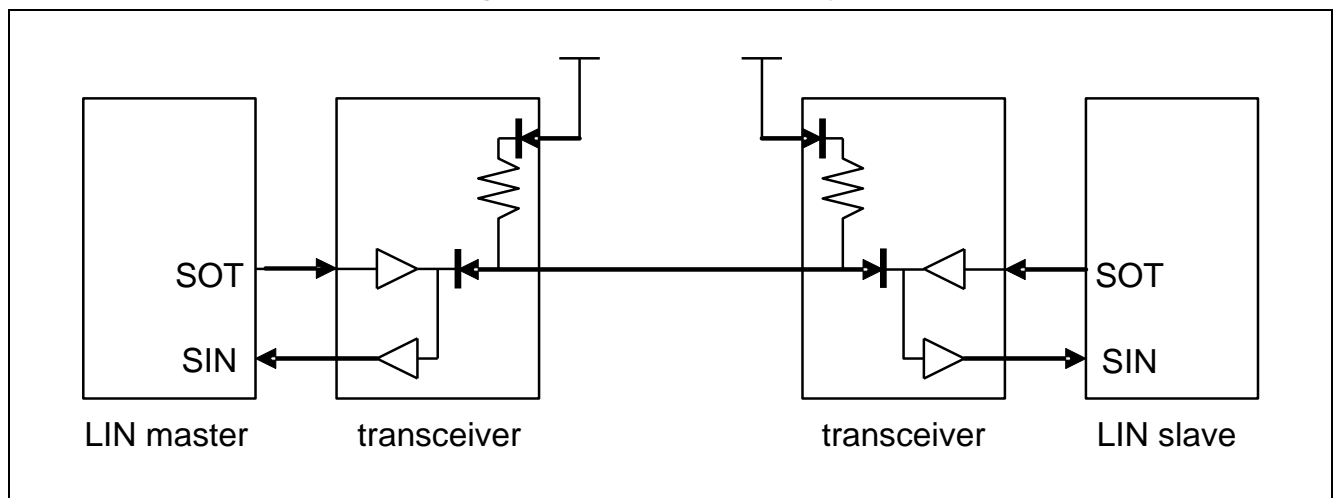 SOT
SOT
SIN
SIN
LIN master
transceiver
transceiver
LIN slave